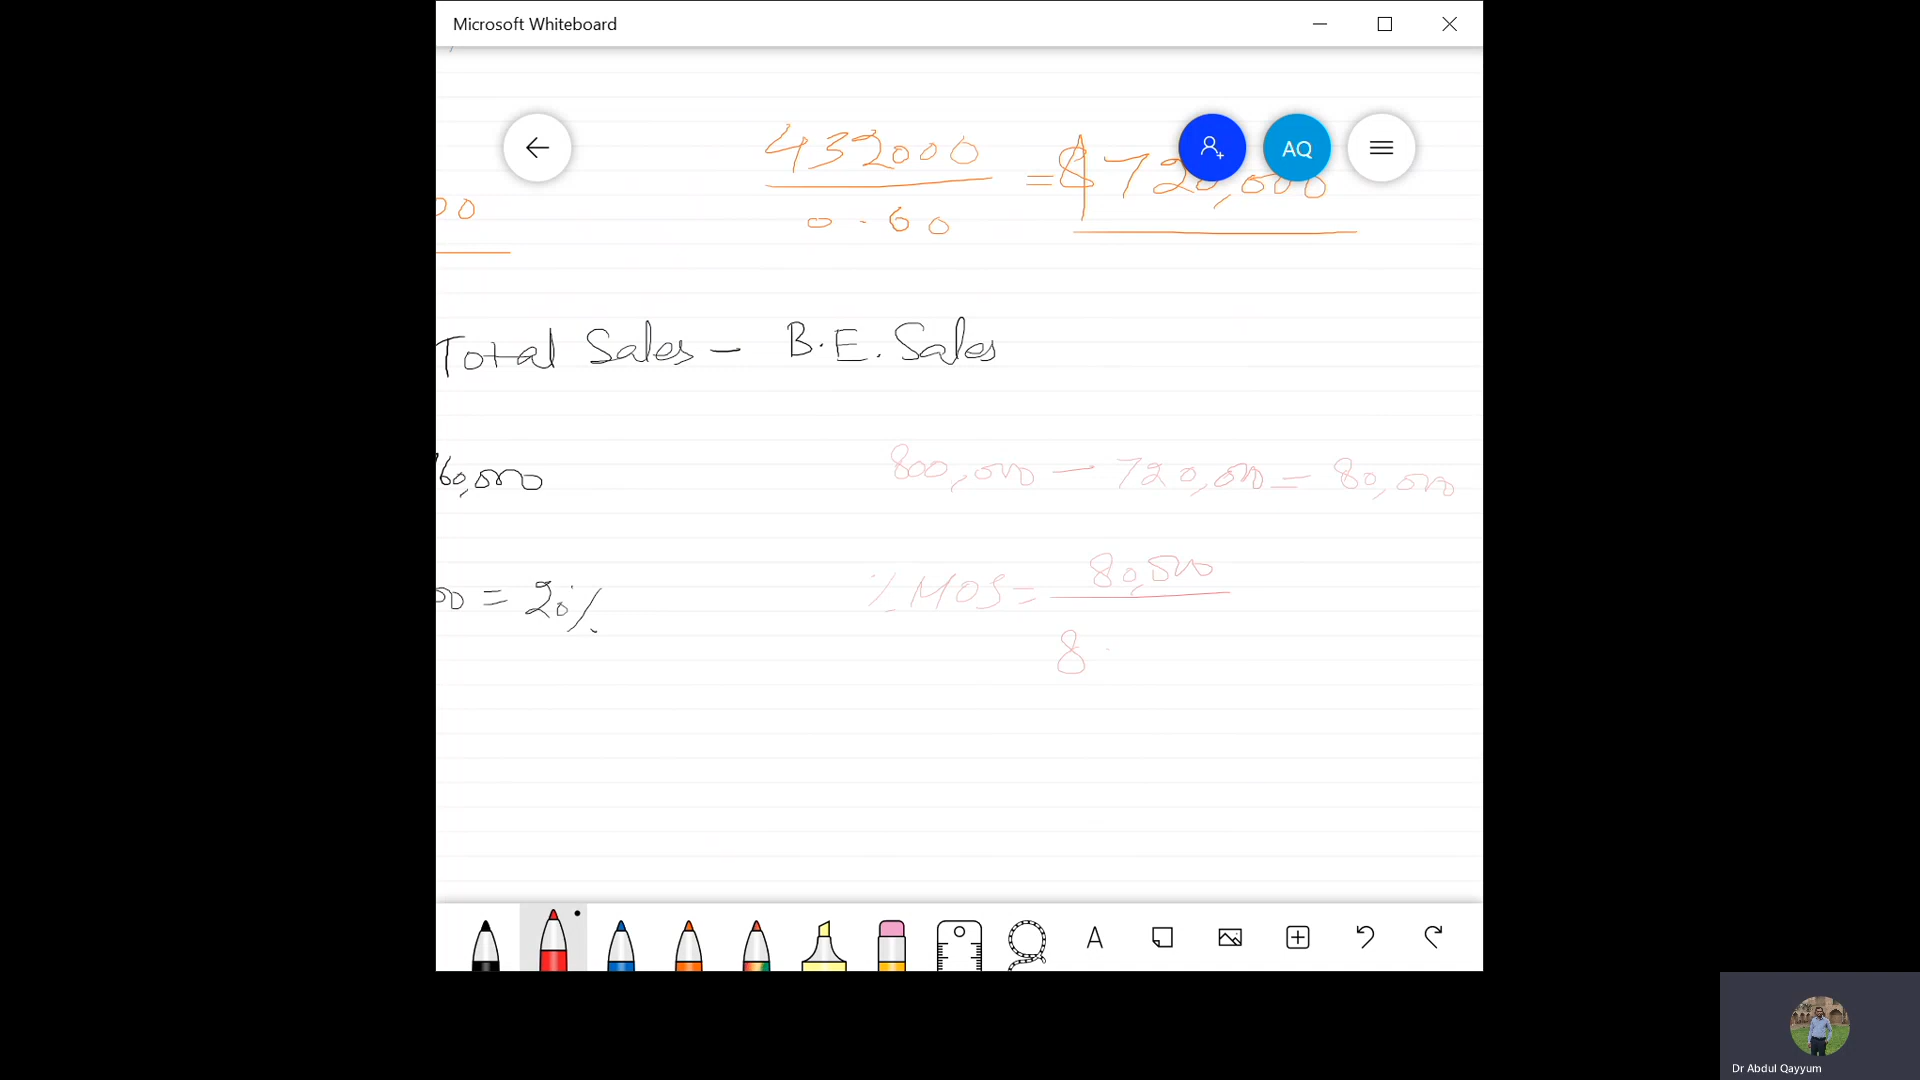 Microsoft Whiteboard
432000
= $720,000
0.60
00
AQ
Total Sales - B.E. Sales
160,000
800,000 - 720,000 = 80,000
80,000
% MOS =
8
00 = 20%
A
Dr Abdul Qayyum